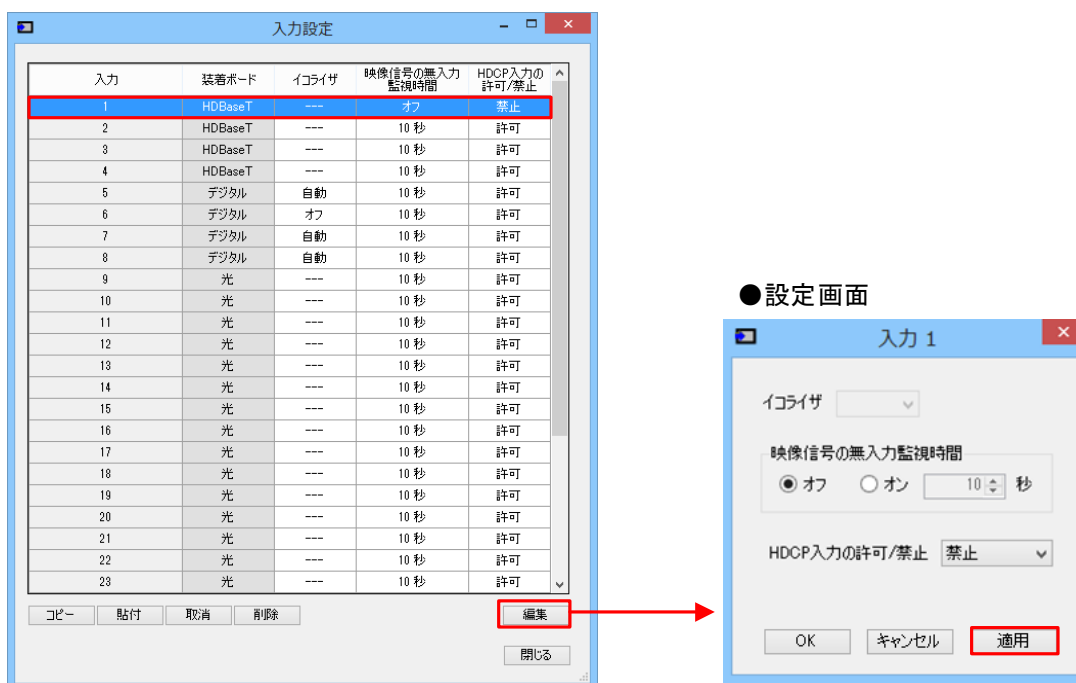 入力設定
入力 装着ボード イコライザ 映像信号の無入力監視時間 HDCP入力の許可/禁止
1 HDBaseT --- オフ 禁止
2 HDBaseT --- 10 秒 許可
3 HDBaseT --- 10 秒 許可
4 HDBaseT --- 10 秒 許可
5 デジタル 自動 10 秒 許可
6 デジタル オフ 10 秒 許可
7 デジタル 自動 10 秒 許可
8 デジタル 自動 10 秒 許可
9 光 --- 10 秒 許可
10 光 --- 10 秒 許可
11 光 --- 10 秒 許可
12 光 --- 10 秒 許可
13 光 --- 10 秒 許可
14 光 --- 10 秒 許可
15 光 --- 10 秒 許可
16 光 --- 10 秒 許可
17 光 --- 10 秒 許可
18 光 --- 10 秒 許可
19 光 --- 10 秒 許可
20 光 --- 10 秒 許可
21 光 --- 10 秒 許可
22 光 --- 10 秒 許可
23 光 --- 10 秒 許可
コピー 貼付 取消 削除 編集
閉じる
●設定画面
入力 1
イコライザ
映像信号の無入力監視時間
オフ オン 10 秒
HDCP入力の許可/禁止 禁止
OK キャンセル 適用